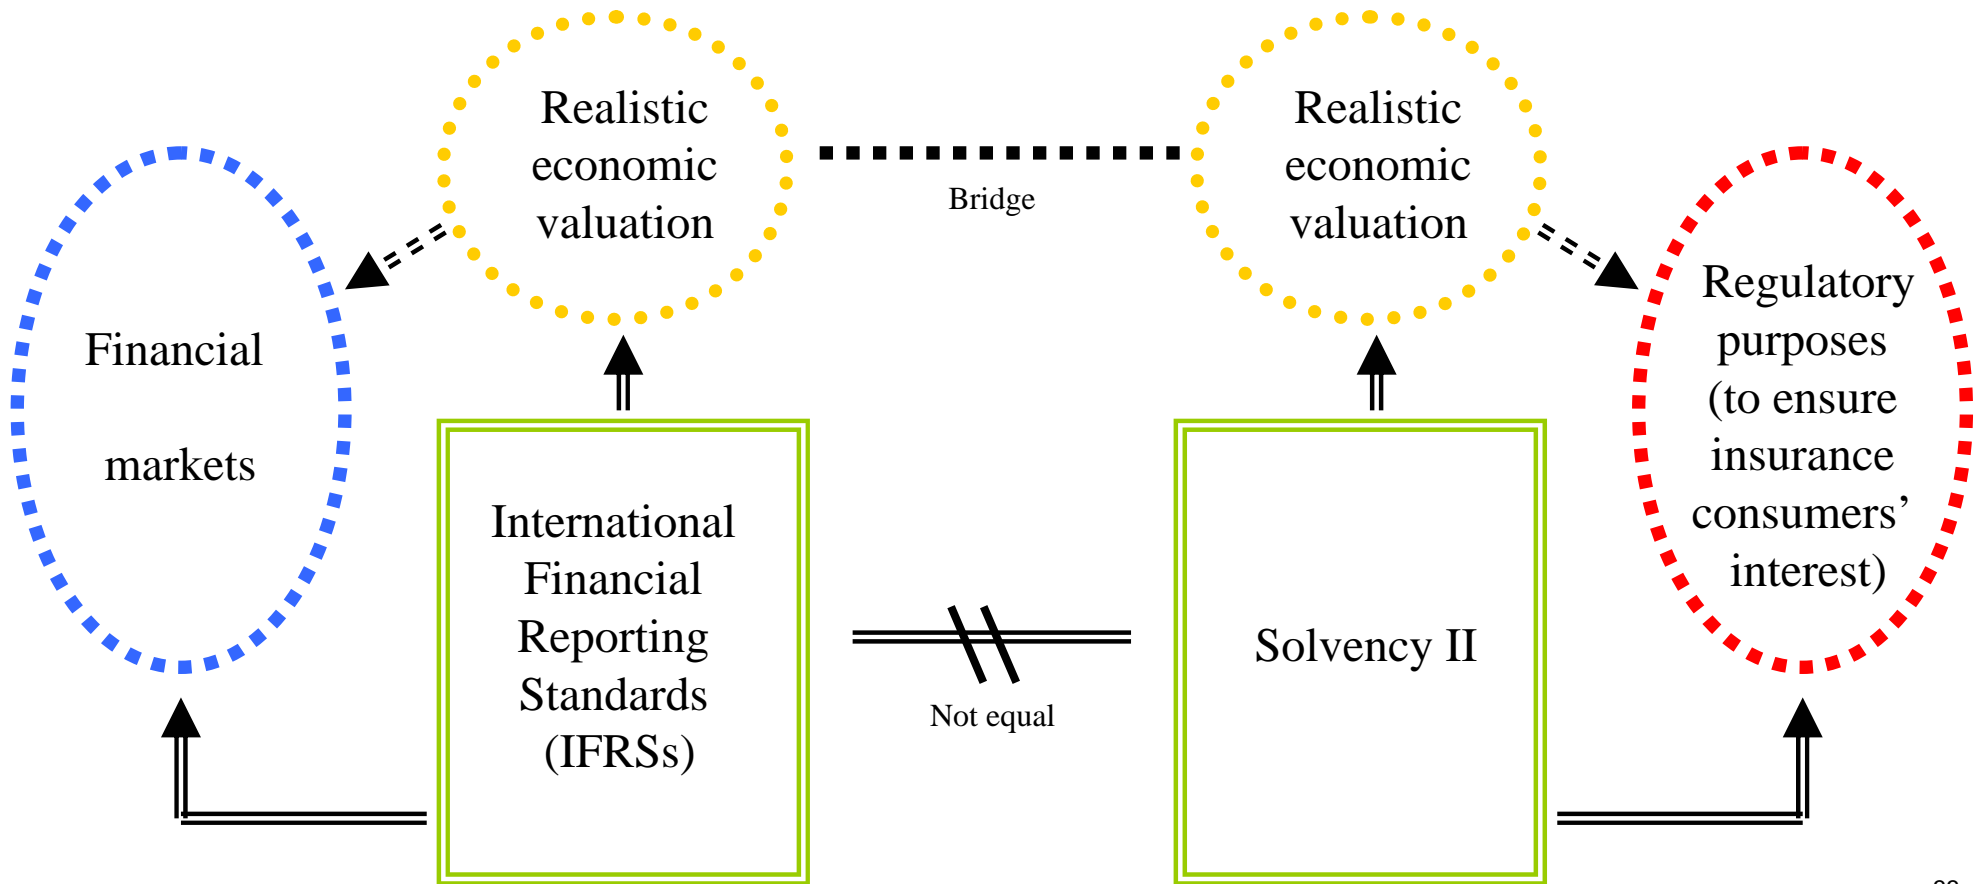 Realistic
economic
valuation
Realistic
economic
valuation
Bridge
Financial
markets
Regulatory
purposes
(to ensure
insurance
consumers’
interest)
International
Financial
Reporting
Standards
(IFRSs)
Not equal
Solvency II